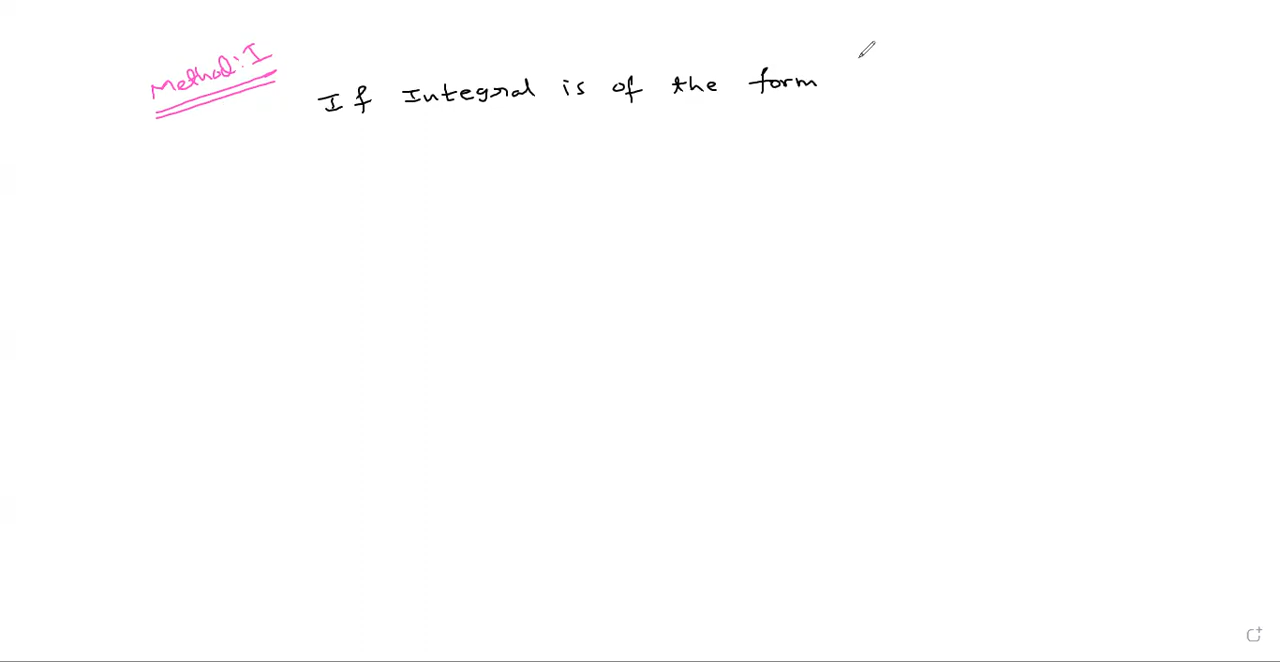 Method: I
If Integral is of the form